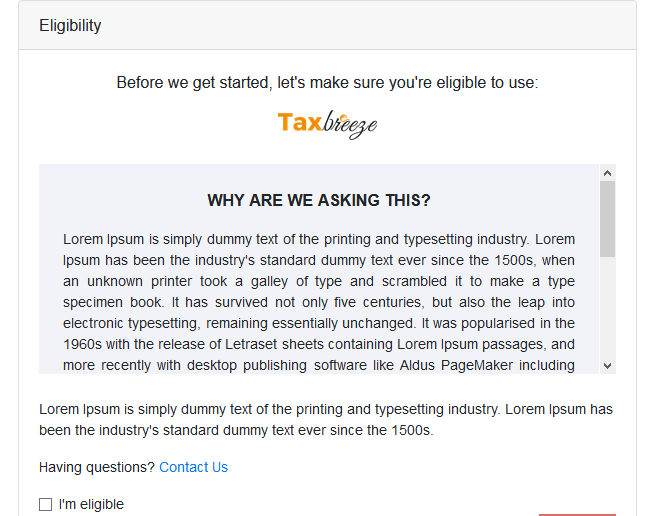 Eligibility
Before we get started, let's make sure you're eligible to use:
Taxbreeze
WHY ARE WE ASKING THIS?
Lorem Ipsum is simply dummy text of the printing and typesetting industry. Lorem
Ipsum has been the industry's standard dummy text ever since the 1500s, when
an unknown printer took a galley of type and scrambled it to make a type
specimen book. It has survived not only five centuries, but also the leap into
electronic typesetting, remaining essentially unchanged. It was popularised in the
1960s with the release of Letraset sheets containing Lorem Ipsum passages, and
more recently with desktop publishing software like Aldus PageMaker including
Lorem Ipsum is simply dummy text of the printing and typesetting industry. Lorem Ipsum has
been the industry's standard dummy text ever since the 1500s.
Having questions? Contact Us
I'm eligible